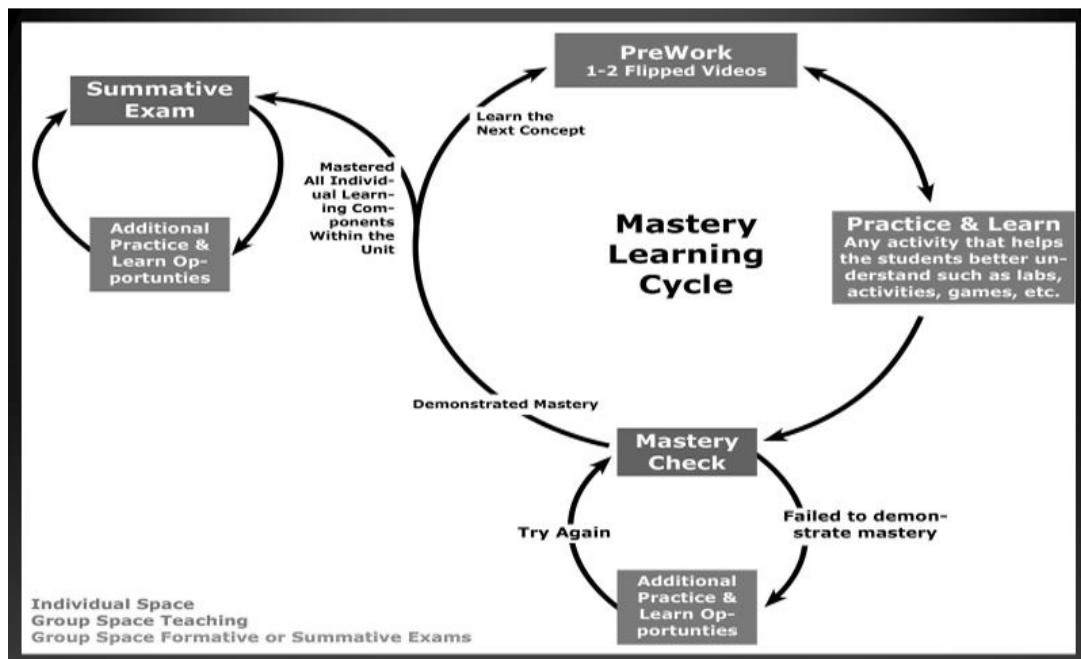 PreWork
1-2 Flipped Videos
Summative
Exam
Learn the
Next Concept
Mastered
All Individ-
ual Learn-
ing Com-
ponents
Within the
Unit
Additional
Practice &
Learn Op-
portunties
Mastery
Learning
Cycle
Practice & Learn
Any activity that helps
the students better un-
derstand such as labs,
activities, games, etc.
Demonstrated Mastery
Mastery
Check
Try Again
Failed to demon-
strate mastery
Additional
Practice &
Learn Op-
portunties
Individual Space
Group Space Teaching
Group Space Formative or Summative Exams